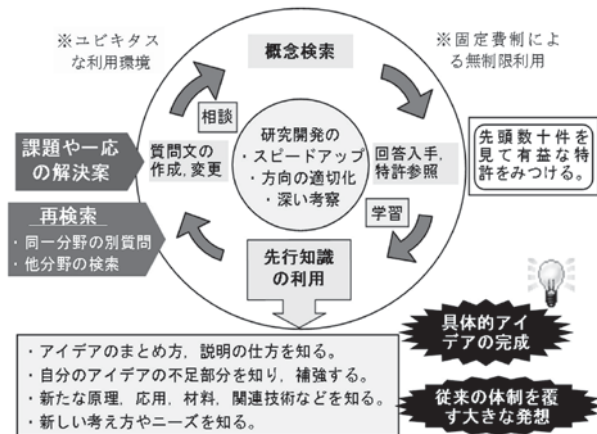 ※ユビキタス
な利用環境
概念検索
※固定費制によ
る無制限利用
相談
課題や一応
の解決案
質問文の
作成,変更
研究開発の
・スピードアップ
・方向の適切化
・深い考察
回答入手,
特許参照
先頭数十件を
見て有益な特
許をみつける。
再検索
・同一分野の別質問
・他分野の検索
学習
先行知識
の利用
具体的アイ
デアの完成
・アイデアのまとめ方,説明の仕方を知る。
・自分のアイデアの不足部分を知り,補強する。
・新たな原理,応用,材料,関連技術などを知る。
・新しい考え方やニーズを知る。
従来の体制を覆
す大きな発想